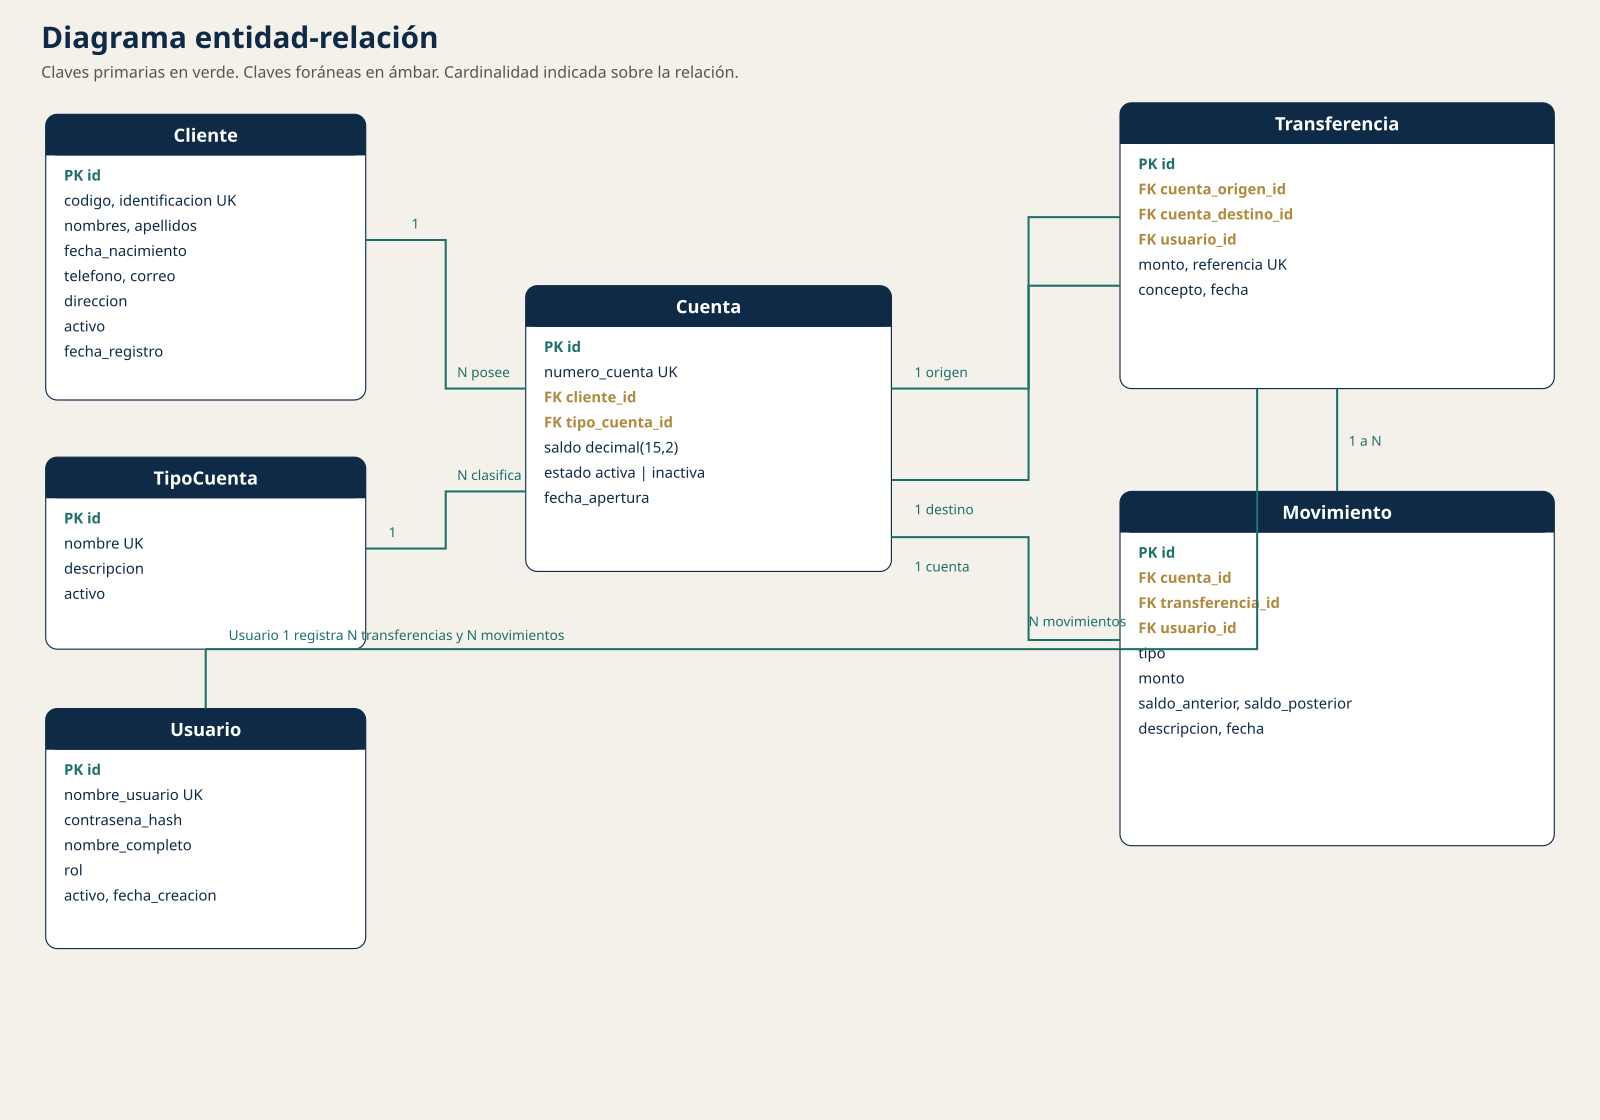 Diagrama entidad-relación
Claves primarias en verde. Claves foráneas en ámbar. Cardinalidad indicada sobre la relación.
Cliente
PK id
codigo, identificacion UK
nombres, apellidos
fecha_nacimiento
telefono, correo
direccion
activo
fecha_registro
1
N posee
TipoCuenta
PK id
nombre UK
descripcion
activo
1
N clasifica
Cuenta
PK id
numero_cuenta UK
FK cliente_id
FK tipo_cuenta_id
saldo decimal(15,2)
estado activa | inactiva
fecha_apertura
1 origen
1 destino
1 cuenta
N movimientos
Transferencia
PK id
FK cuenta_origen_id
FK cuenta_destino_id
FK usuario_id
monto, referencia UK
concepto, fecha
1 a N
Movimiento
PK id
FK cuenta_id
FK transferencia_id
FK usuario_id
tipo
monto
saldo_anterior, saldo_posterior
descripcion, fecha
Usuario 1 registra N transferencias y N movimientos
Usuario
PK id
nombre_usuario UK
contrasena_hash
nombre_completo
rol
activo, fecha_creacion